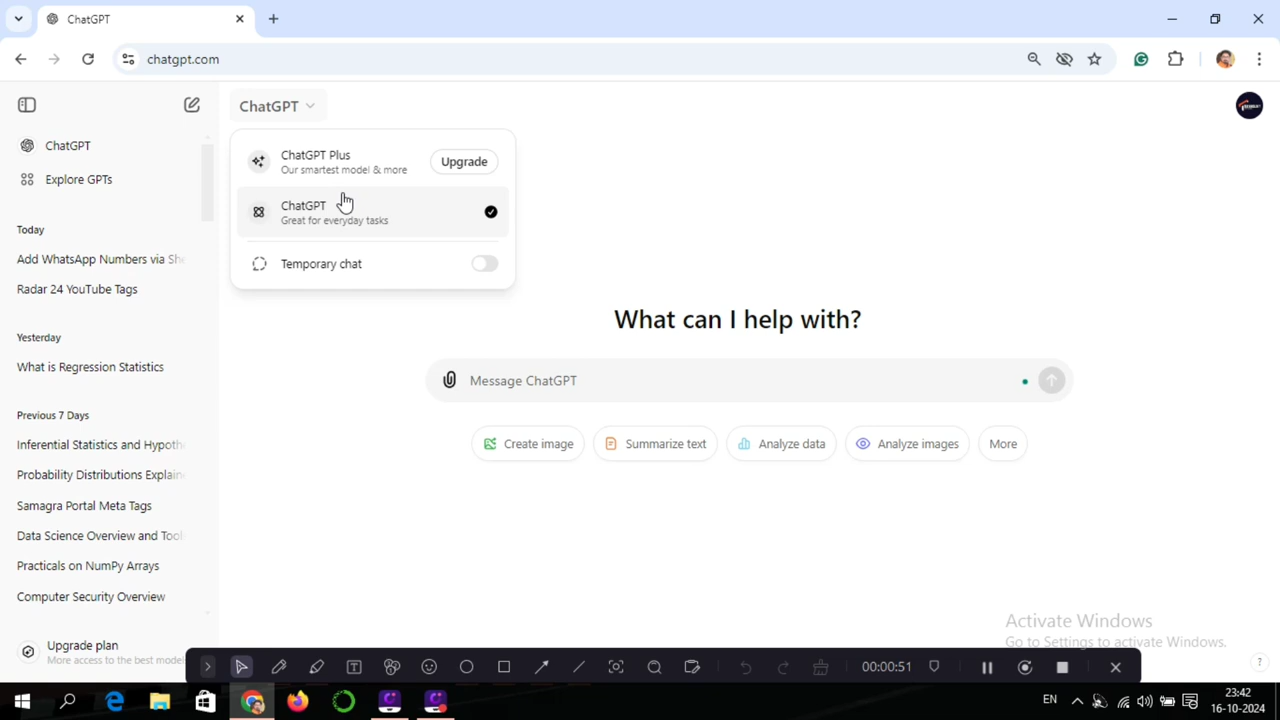 ChatGPT
chatgpt.com
ChatGPT
ChatGPT
Explore GPTs
Today
Add WhatsApp Numbers via She
Radar 24 YouTube Tags
Yesterday
What is Regression Statistics
Previous 7 Days
Inferential Statistics and Hypoth
Probability Distributions Explain
Samagra Portal Meta Tags
Data Science Overview and Tool
Practicals on NumPy Arrays
Computer Security Overview
Upgrade plan
More access to the best model
ChatGPT Plus
Our smartest model & more
Upgrade
ChatGPT
Great for everyday tasks
Temporary chat
What can I help with?
Message ChatGPT
Create image
Summarize text
Analyze data
Analyze images
More
Activate Windows
Go to Settings to activate Windows.
?
00:00:51
EN
23:42
16-10-2024